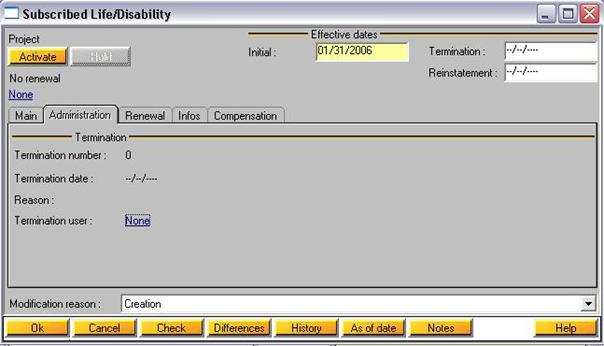 Subscribed Life/Disability
Project
Effective dates
Activate Hold
Initial : 01/31/2006
Termination : --/--/----
Reinstatement : --/--/----
No renewal
None
Main Administration Renewal Infos Compensation
Termination
Termination number : 0
Termination date : --/--/----
Reason :
Termination user : None
Modification reason : Creation
Ok Cancel Check Differences History As of date Notes Help